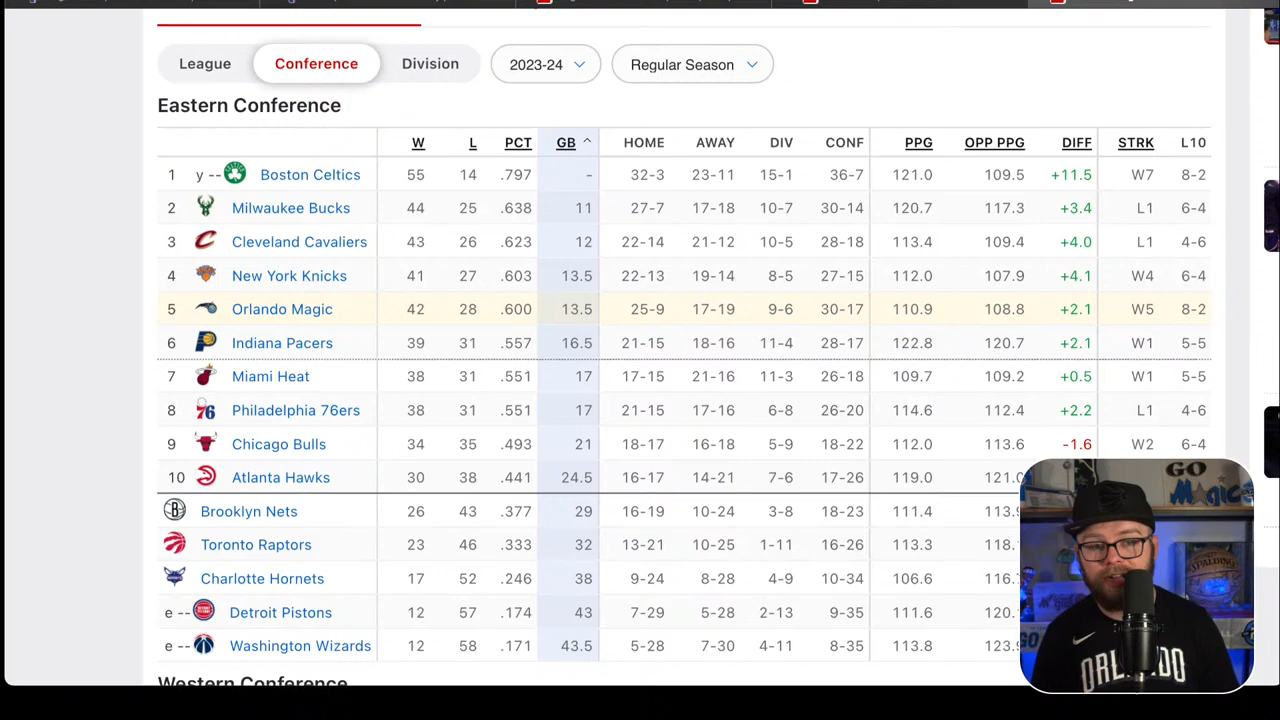 League Conference Division 2023-24 Regular Season
Eastern Conference
W L PCT GB HOME AWAY DIV CONF PPG OPP PPG DIFF STRK L10
1 y -- Boston Celtics 55 14 .797 - 32-3 23-11 15-1 36-7 121.0 109.5 +11.5 W7 8-2
2 Milwaukee Bucks 44 25 .638 11 27-7 17-18 10-7 30-14 120.7 117.3 +3.4 L1 6-4
3 Cleveland Cavaliers 43 26 .623 12 22-14 21-12 10-5 28-18 113.4 109.4 +4.0 L1 4-6
4 New York Knicks 41 27 .603 13.5 22-13 19-14 8-5 27-15 112.0 107.9 +4.1 W4 6-4
5 Orlando Magic 42 28 .600 13.5 25-9 17-19 9-6 30-17 110.9 108.8 +2.1 W5 8-2
6 Indiana Pacers 39 31 .557 16.5 21-15 18-16 11-4 28-17 122.8 120.7 +2.1 W1 5-5
7 Miami Heat 38 31 .551 17 17-15 21-16 11-3 26-18 109.7 109.2 +0.5 W1 5-5
8 76 Philadelphia 76ers 38 31 .551 17 21-15 17-16 6-8 26-20 114.6 112.4 +2.2 L1 4-6
9 Chicago Bulls 34 35 .493 21 18-17 16-18 5-9 18-22 112.0 113.6 -1.6 W2 6-4
10 Atlanta Hawks 30 38 .441 24.5 16-17 14-21 7-6 17-26 119.0 121.0
Brooklyn Nets 26 43 .377 29 16-19 10-24 3-8 18-23 111.4 113.9
Toronto Raptors 23 46 .333 32 13-21 10-25 1-11 16-26 113.3 118.
Charlotte Hornets 17 52 .246 38 9-24 8-28 4-9 10-34 106.6 116.
e -- Detroit Pistons 12 57 .174 43 7-29 5-28 2-13 9-35 111.6 120.
e -- Washington Wizards 12 58 .171 43.5 5-28 7-30 4-11 8-35 113.8 123.
Western Conference
GO
Magic
SPALDING
GO
ORLANDO